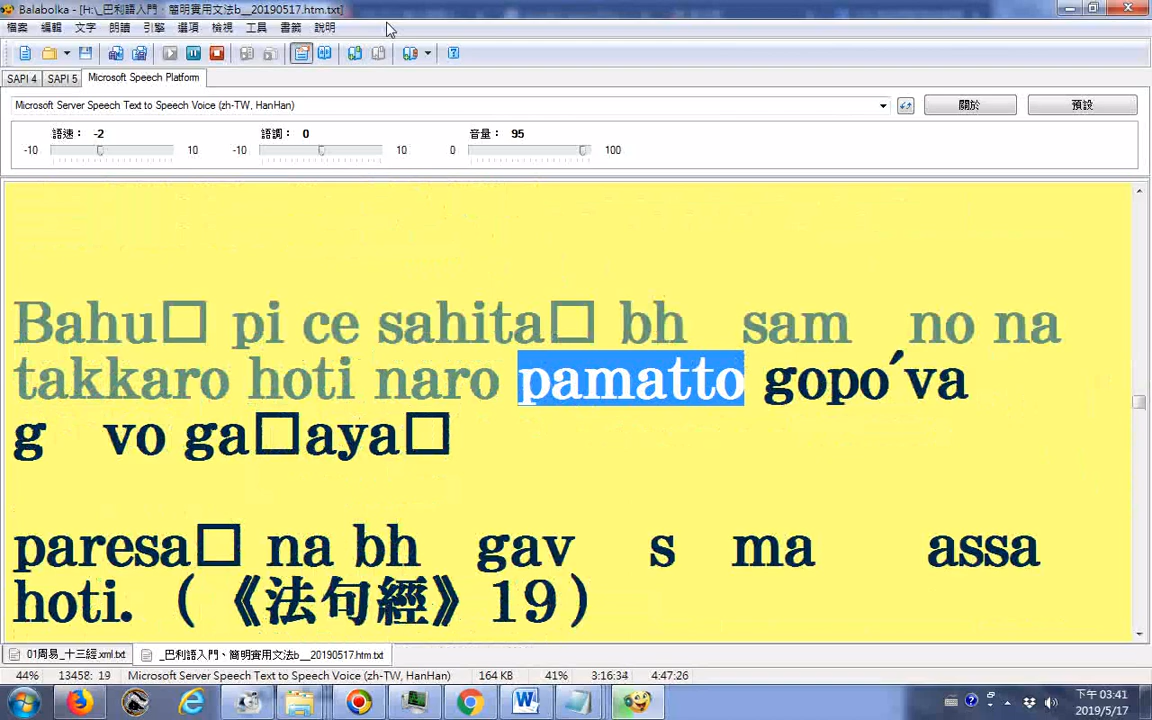 Balabolka - [H:\_巴利語入門、簡明實用文法b__20190517.htm.txt]
檔案 編輯 文字 朗讀 引擎 選項 檢視 工具 書籤 說明
SAPI 4 SAPI 5 Microsoft Speech Platform
Microsoft Server Speech Text to Speech Voice (zh-TW, HanHan) 關於 預設
語速： -2 語調： 0 音量： 95
-10 10 -10 10 0 100
Bahu□ pi ce sahita□ bh sam no na
takkaro hoti naro pamatto gopo´va
g vo ga□aya□
paresa□ na bh gav s ma assa
hoti.（《法句經》19）
01周易_十三經.xml.txt _巴利語入門、簡明實用文法b__20190517.htm.txt
44% 13458: 19 Microsoft Server Speech Text to Speech Voice (zh-TW, HanHan) 164 KB 41% 3:16:34 4:47:26
下午 03:41
2019/5/17